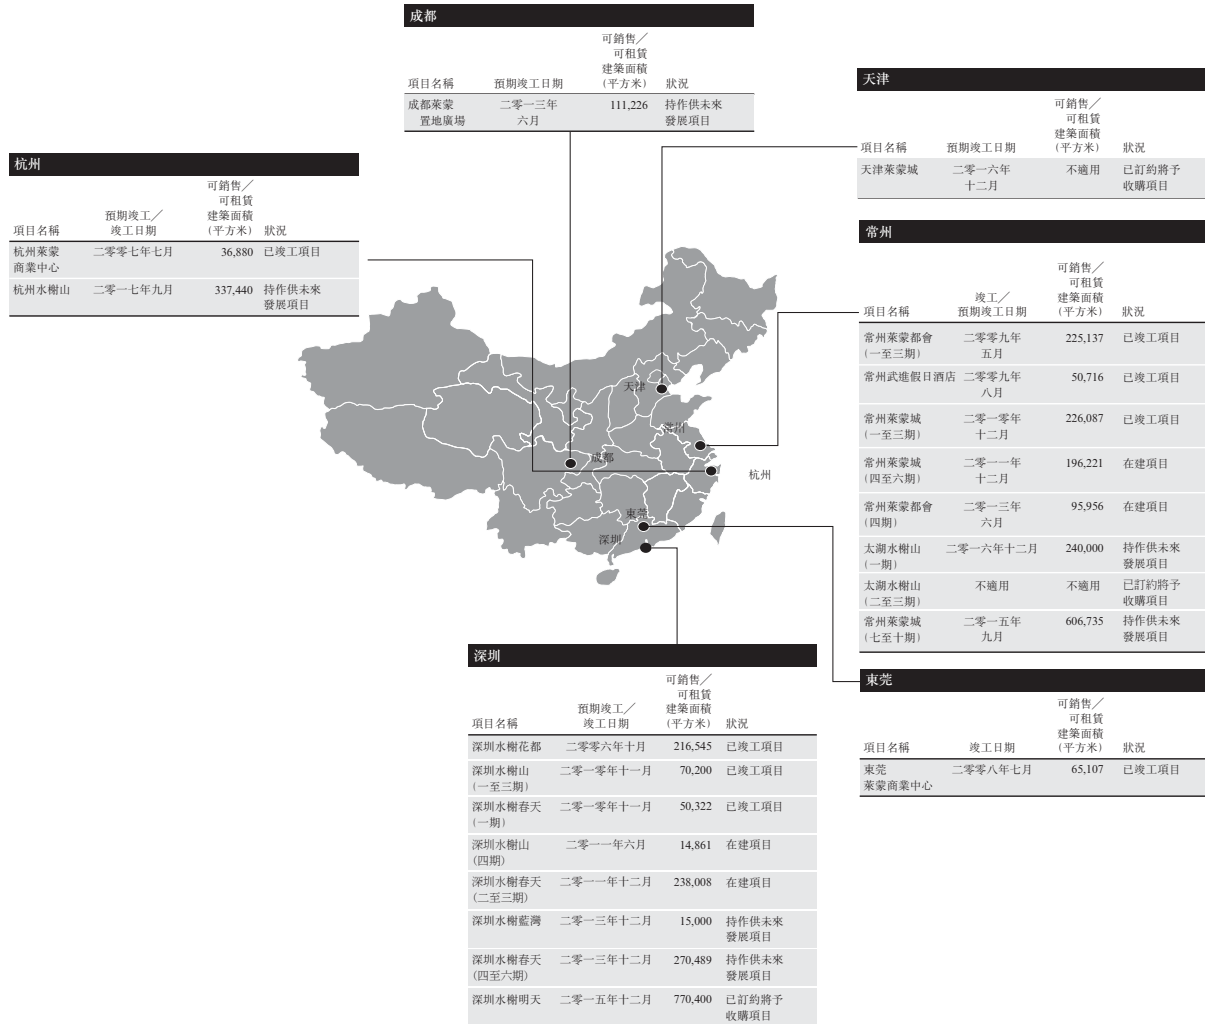 成都
可銷售／
可租賃
建築面積
項目名稱 預期竣工日期 (平方米) 狀況
成都萊蒙 二零一三年 111,226 持作供未來
置地廣場 六月 發展項目
天津
可銷售／
可租賃
建築面積
項目名稱 預期竣工日期 (平方米) 狀況
天津萊蒙城 二零一六年 不適用 已訂約將予
十二月 收購項目
杭州
可銷售／
可租賃
預期竣工／ 建築面積
項目名稱 竣工日期 (平方米) 狀況
杭州萊蒙 二零零七年七月 36,880 已竣工項目
商業中心
杭州水榭山 二零一七年九月 337,440 持作供未來
發展項目
常州
可銷售／
可租賃
竣工／ 建築面積
項目名稱 預期竣工日期 (平方米) 狀況
常州萊蒙都會 二零零九年 225,137 已竣工項目
(一至三期) 五月
常州武進假日酒店 二零零九年 50,716 已竣工項目
八月
常州萊蒙城 二零一零年 226,087 已竣工項目
(一至三期) 十二月
常州萊蒙城 二零一一年 196,221 在建項目
(四至六期) 十二月
常州萊蒙都會 二零一三年 95,956 在建項目
(四期) 六月
太湖水榭山 二零一六年十二月 240,000 持作供未來
(一期) 發展項目
太湖水榭山 不適用 不適用 已訂約將予
(二至三期) 收購項目
常州萊蒙城 二零一五年 606,735 持作供未來
(七至十期) 九月 發展項目
天津
常州
成都
杭州
東莞
深圳
深圳
可銷售／
可租賃
預期竣工／ 建築面積
項目名稱 竣工日期 (平方米) 狀況
深圳水榭花都 二零零六年十月 216,545 已竣工項目
深圳水榭山 二零一零年十一月 70,200 已竣工項目
(一至三期)
深圳水榭春天 二零一零年十一月 50,322 已竣工項目
(一期)
深圳水榭山 二零一一年六月 14,861 在建項目
(四期)
深圳水榭春天 二零一一年十二月 238,008 在建項目
(二至三期)
深圳水榭藍灣 二零一三年十二月 15,000 持作供未來
發展項目
深圳水榭春天 二零一三年十二月 270,489 持作供未來
(四至六期) 發展項目
深圳水榭明天 二零一五年十二月 770,400 已訂約將予
收購項目
東莞
可銷售／
可租賃
建築面積
項目名稱 竣工日期 (平方米) 狀況
東莞 二零零八年七月 65,107 已竣工項目
萊蒙商業中心